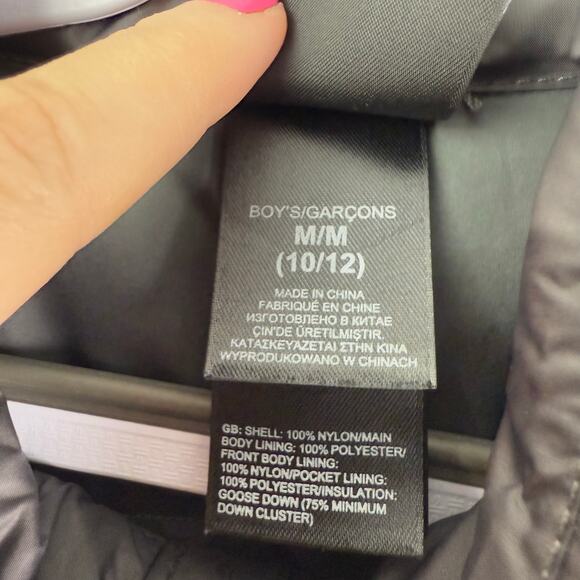 BOY'S/GARÇONS
M/M
(10/12)
MADE IN CHINA
FABRIQUÉ EN CHINE
ИЗГОТОВЛЕНО В КИТАЕ
ÇIN'DE ÜRETILMIŞTIR.
ΚΑΤΑΣΚΕΥΑΖΕΤΑΙ ΣΤΗΝ ΚΙΝΑ
WYPRODUKOWANO W CHINACH
GB: SHELL: 100% NYLON/MAIN
BODY LINING: 100% POLYESTER/
FRONT BODY LINING:
100% NYLON/POCKET LINING:
100% POLYESTER/INSULATION:
GOOSE DOWN (75% MINIMUM
DOWN CLUSTER)